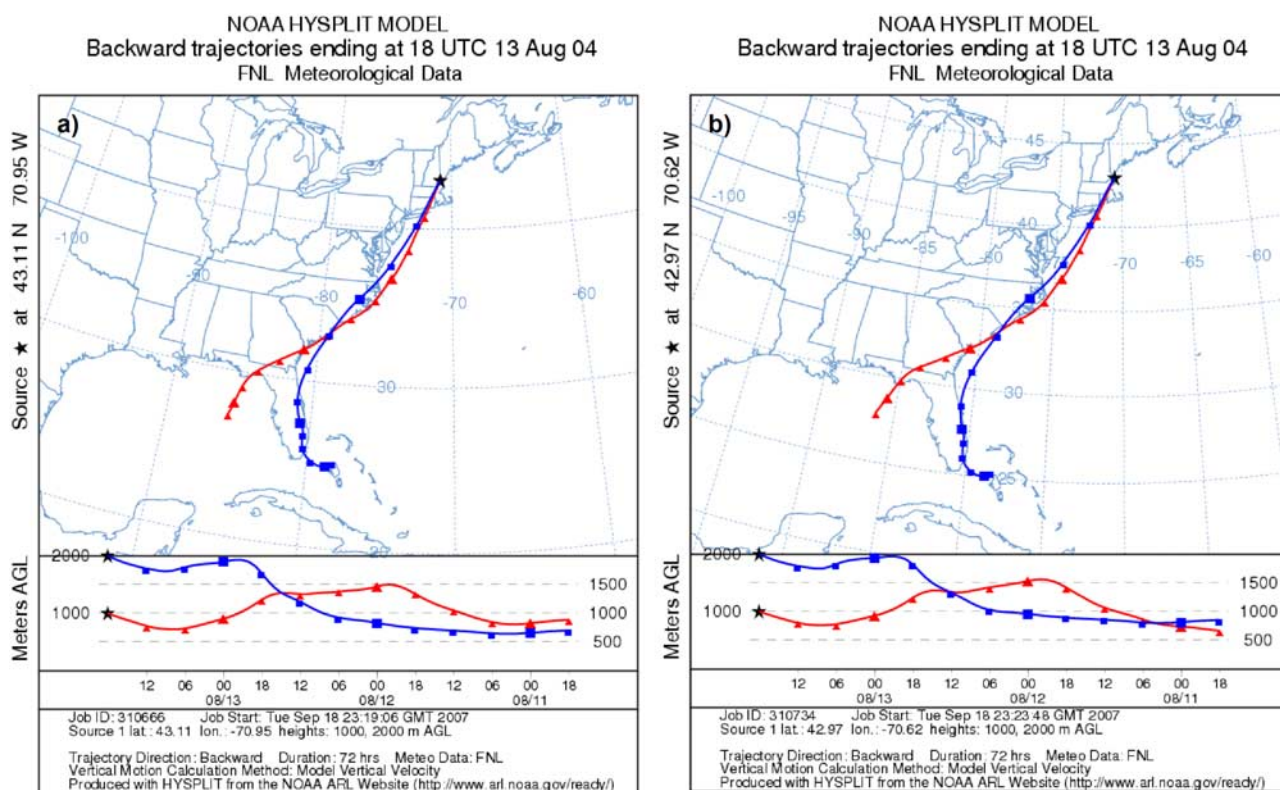 NOAA HYSPLIT MODEL
Backward trajectories ending at 18 UTC 13 Aug 04
FNL Meteorological Data
a)
Source ★ at 43.11 N 70.95 W
-100
-90
-80
-70
-60
30
20
Meters AGL
2000
1000
1500
1000
500
12 06 00 18 12 06 00 18 12 06 00 18
08/13 08/12 08/11
Job ID: 310666 Job Start: Tue Sep 18 23:19:06 GMT 2007
Source 1 lat.: 43.11 lon.: -70.95 heights: 1000, 2000 m AGL
Trajectory Direction: Backward Duration: 72 hrs Meteo Data: FNL
Vertical Motion Calculation Method: Model Vertical Velocity
Produced with HYSPLIT from the NOAA ARL Website (http://www.arl.noaa.gov/ready/)
NOAA HYSPLIT MODEL
Backward trajectories ending at 18 UTC 13 Aug 04
FNL Meteorological Data
b)
Source ★ at 42.97 N 70.62 W
45
-100
-95
-90
-85
-80
40
-70
-65
-60
30
25
Meters AGL
2000
1000
1500
1000
500
12 06 00 18 12 06 00 18 12 06 00 18
08/13 08/12 08/11
Job ID: 310734 Job Start: Tue Sep 18 23:23:48 GMT 2007
Source 1 lat.: 42.97 lon.: -70.62 heights: 1000, 2000 m AGL
Trajectory Direction: Backward Duration: 72 hrs Meteo Data: FNL
Vertical Motion Calculation Method: Model Vertical Velocity
Produced with HYSPLIT from the NOAA ARL Website (http://www.arl.noaa.gov/ready/)